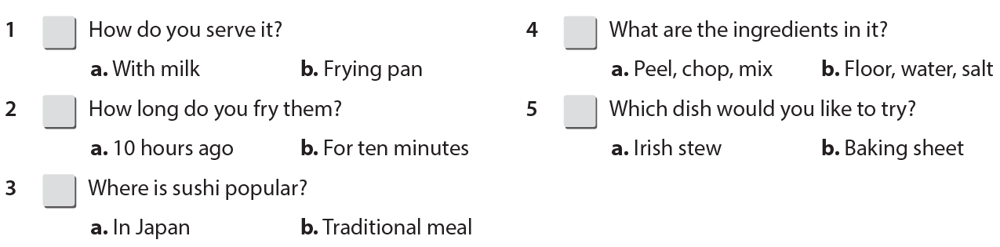 1 How do you serve it?
a. With milk b. Frying pan
2 How long do you fry them?
a. 10 hours ago b. For ten minutes
3 Where is sushi popular?
a. In Japan b. Traditional meal
4 What are the ingredients in it?
a. Peel, chop, mix b. Floor, water, salt
5 Which dish would you like to try?
a. Irish stew b. Baking sheet